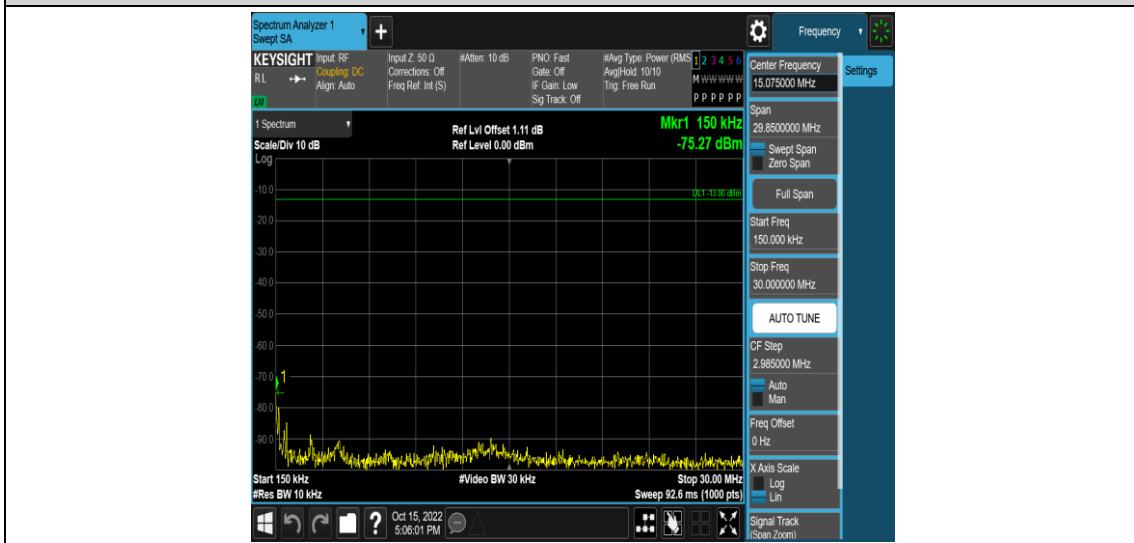 Spectrum Analyzer 1
Swept SA
+
Frequency
KEYSIGHT
RL
LXI
Input: RF
Coupling: DC
Align: Auto
Input Z: 50 Ω
Corrections: Off
Freq Ref: Int (S)
#Atten: 10 dB
PNO: Fast
Gate: Off
IF Gain: Low
Sig Track: Off
#Avg Type: Power (RMS
Avg|Hold: 10/10
Trig: Free Run
1 2 3 4 5 6
M W W W W W
P P P P P P
1 Spectrum
Scale/Div 10 dB
Log
Ref Lvl Offset 1.11 dB
Ref Level 0.00 dBm
Mkr1 150 kHz
-75.27 dBm
-10.0
DL1 -13.00 dBm
-20.0
-30.0
-40.0
-50.0
-60.0
-70.0
1
-80.0
-90.0
Start 150 kHz
#Video BW 30 kHz
Stop 30.00 MHz
#Res BW 10 kHz
Sweep 92.6 ms (1000 pts)
?
Oct 15, 2022
5:06:01 PM
Center Frequency
15.075000 MHz
Settings
Span
29.8500000 MHz
Swept Span
Zero Span
Full Span
Start Freq
150.000 kHz
Stop Freq
30.000000 MHz
AUTO TUNE
CF Step
2.985000 MHz
Auto
Man
Freq Offset
0 Hz
X Axis Scale
Log
Lin
Signal Track
(Span Zoom)